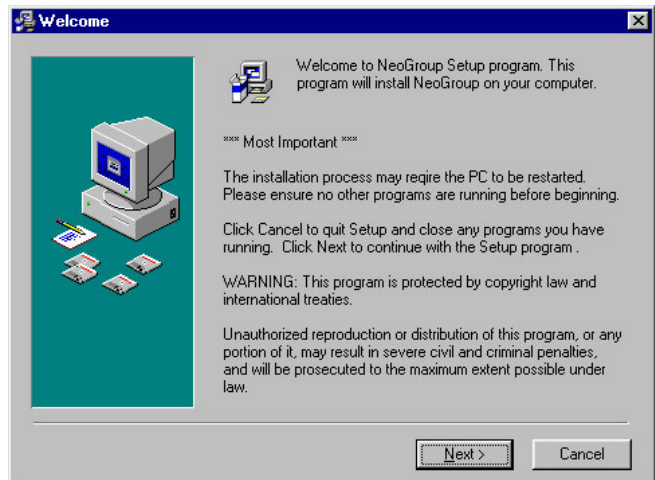 Welcome
Welcome to NeoGroup Setup program. This
program will install NeoGroup on your computer.
*** Most Important ***
The installation process may reqire the PC to be restarted.
Please ensure no other programs are running before beginning.
Click Cancel to quit Setup and close any programs you have
running. Click Next to continue with the Setup program .
WARNING: This program is protected by copyright law and
international treaties.
Unauthorized reproduction or distribution of this program, or any
portion of it, may result in severe civil and criminal penalties,
and will be prosecuted to the maximum extent possible under
law.
Next >
Cancel